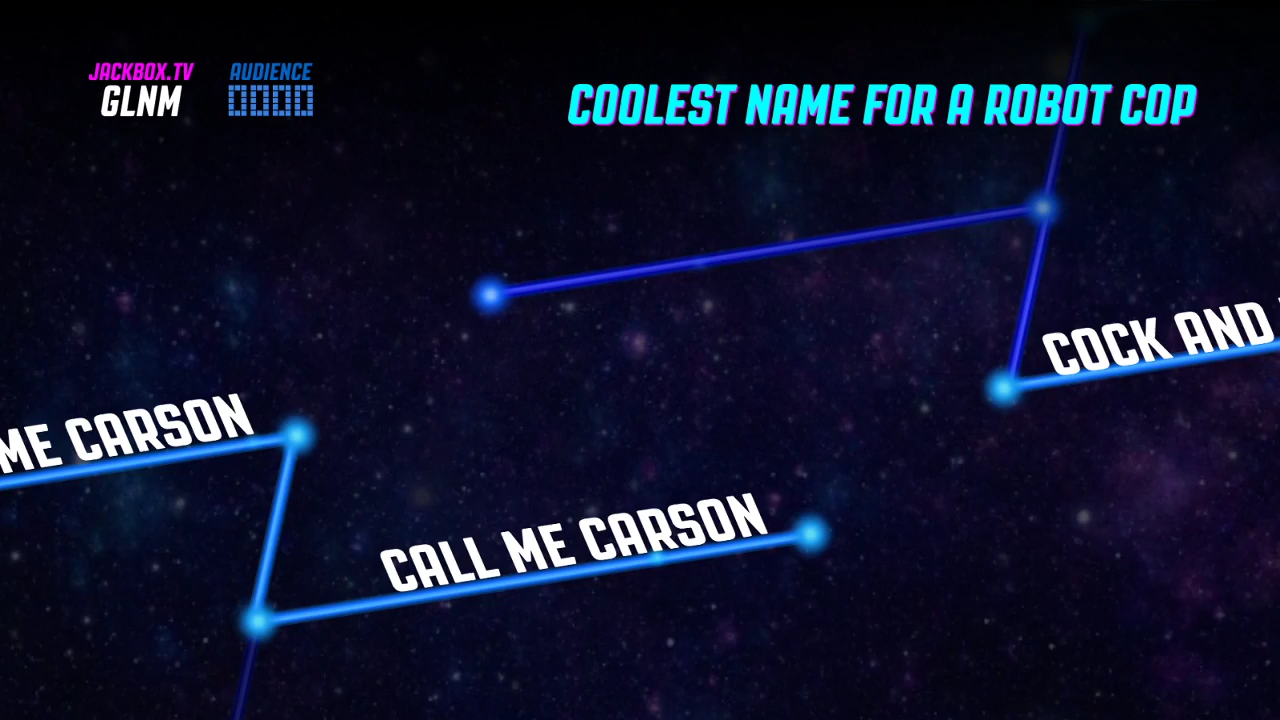 JACKBOX.TV
GLNM
AUDIENCE
0000
COOLEST NAME FOR A ROBOT COP
COCK AND
ME CARSON
CALL ME CARSON